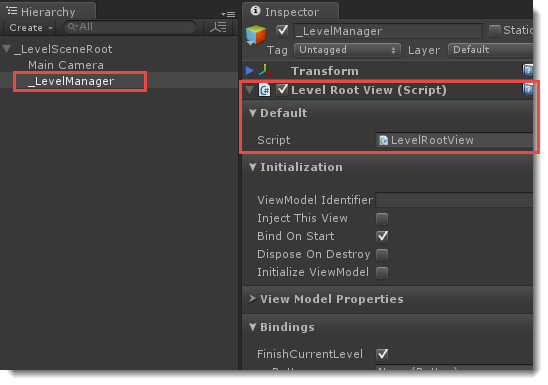 Hierarchy
Create
All
_LevelSceneRoot
Main Camera
_LevelManager
Inspector
_LevelManager
Static
Tag Untagged Layer Default
Transform
Level Root View (Script)
Default
Script LevelRootView
Initialization
ViewModel Identifier
Inject This View
Bind On Start
Dispose On Destroy
Initialize ViewModel
View Model Properties
Bindings
FinishCurrentLevel